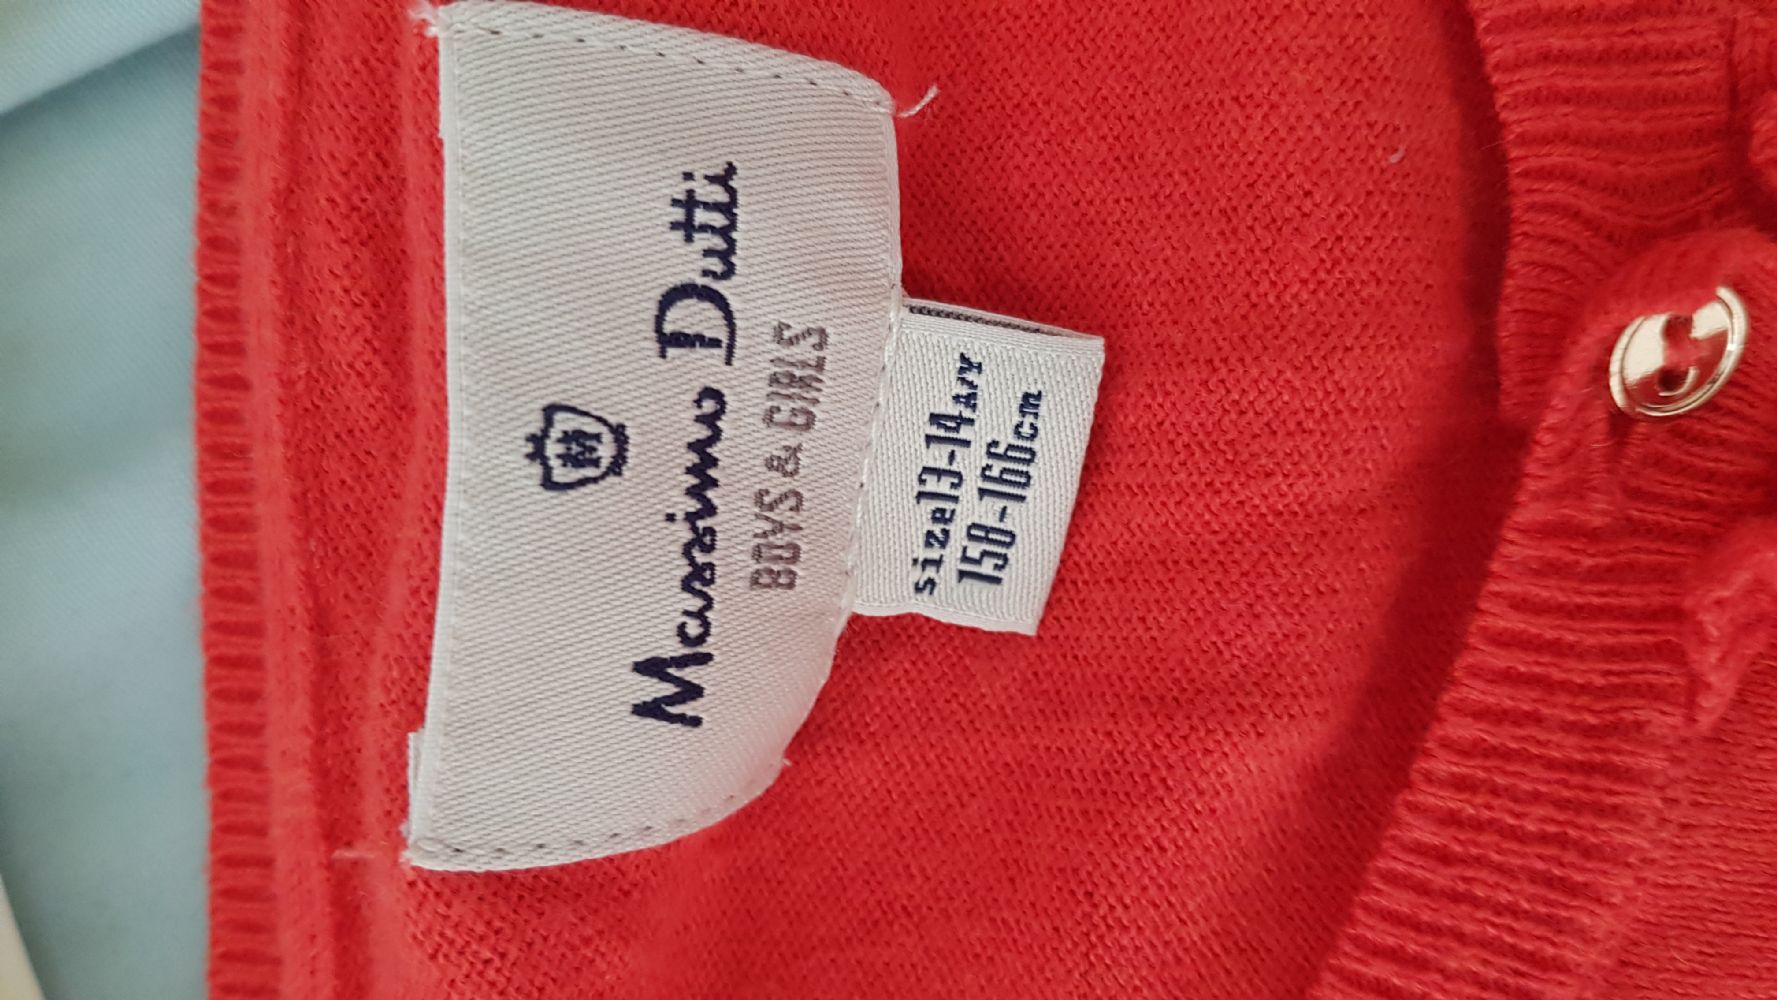 Massimo Dutti
BOYS & GIRLS
size13-14A/Y
158-166cm